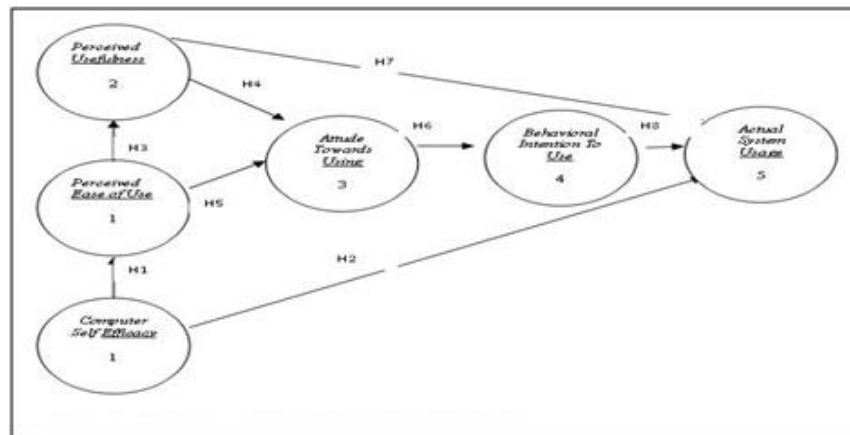 Perceived
Usefulness
2
H7
H4
Attude
Towards
Using
3
H6
Behavioral
Intention To
Use
4
H8
Actual
System
Usage
5
H3
Perceived
Ease of Use
1
H5
H1
H2
Computer
Self Efficacy
1